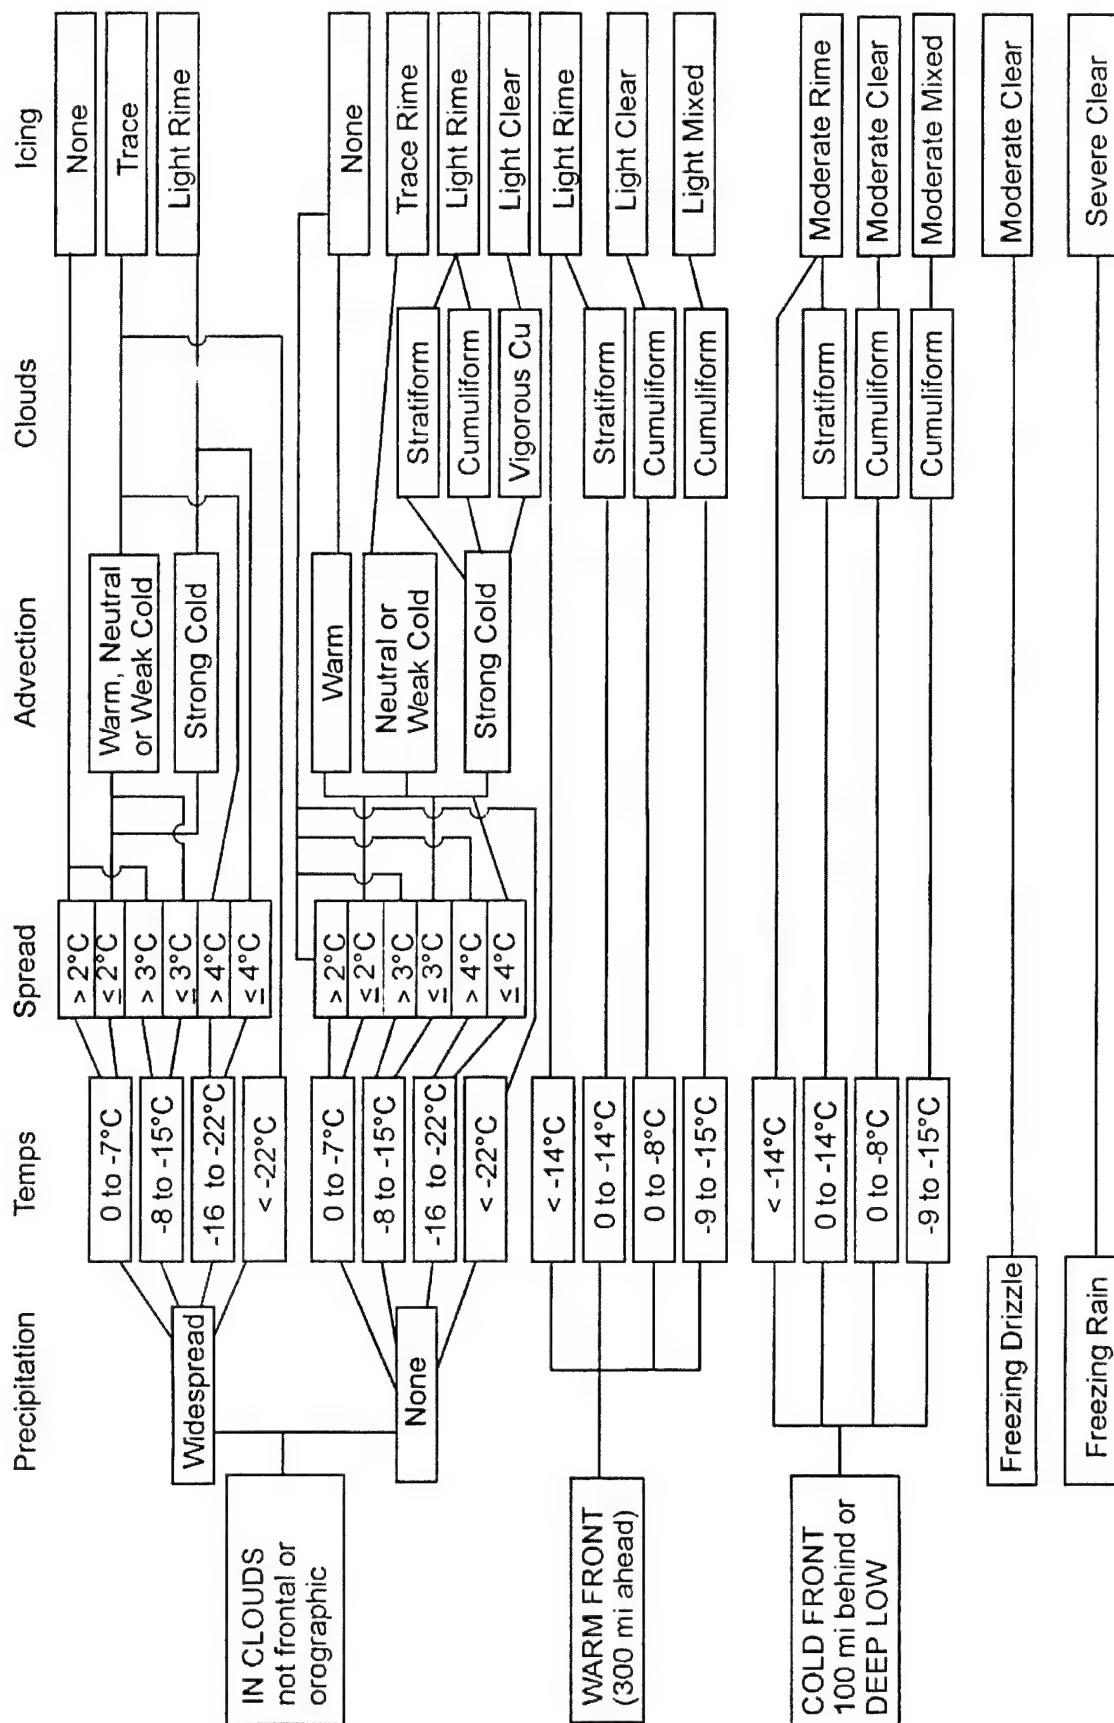 Precipitation
Temps
Spread
Advection
Clouds
Icing
IN CLOUDS
not frontal or
orographic
Widespread
0 to -7°C
-8 to -15°C
-16 to -22°C
< -22°C
> 2°C
≤ 2°C
> 3°C
≤ 3°C
> 4°C
≤ 4°C
Warm, Neutral
or Weak Cold
Strong Cold
None
Trace
Light Rime
None
0 to -7°C
-8 to -15°C
-16 to -22°C
< -22°C
> 2°C
≤ 2°C
> 3°C
≤ 3°C
> 4°C
≤ 4°C
Warm
Neutral or
Weak Cold
Strong Cold
Stratiform
Cumuliform
Vigorous Cu
None
Trace Rime
Light Rime
Light Clear
WARM FRONT
(300 mi ahead)
< -14°C
0 to -14°C
0 to -8°C
-9 to -15°C
Stratiform
Cumuliform
Cumuliform
Light Rime
Light Clear
Light Mixed
COLD FRONT
100 mi behind or
DEEP LOW
< -14°C
0 to -14°C
0 to -8°C
-9 to -15°C
Stratiform
Cumuliform
Cumuliform
Moderate Rime
Moderate Clear
Moderate Mixed
Freezing Drizzle
Moderate Clear
Freezing Rain
Severe Clear